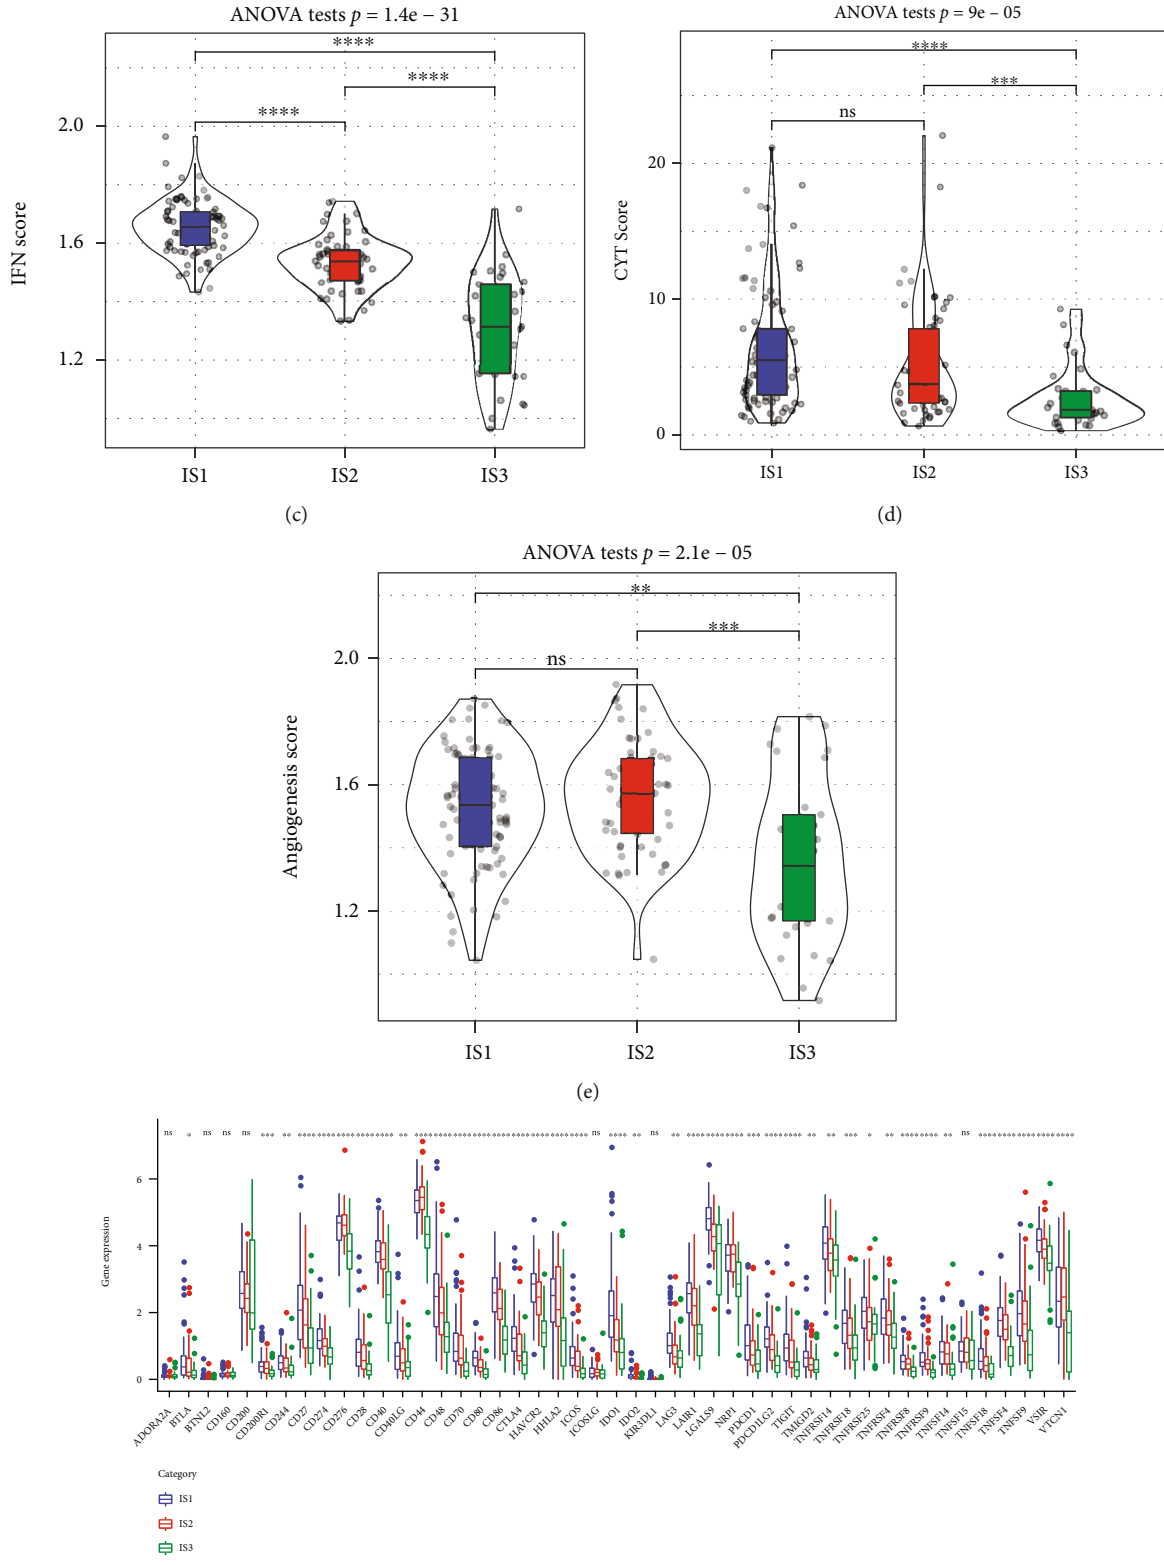 ANOVA tests p = 1.4e − 31
****
****
****
2.0
1.6
1.2
IFN score
IS1 IS2 IS3
(c)
ANOVA tests p = 9e − 05
****
***
ns
20
10
0
CYT Score
IS1 IS2 IS3
(d)
ANOVA tests p = 2.1e − 05
**
***
ns
2.0
1.6
1.2
Angiogenesis score
IS1 IS2 IS3
(e)
ns * ns ns ns *** **
6
4
2
0
Gene expression
ADORA2A
BTLA
BTNL2
CD160
CD200
CD200R1
CD244
CD27
CD274
CD276
CD28
CD40
CD40LG
CD44
CD48
CD70
CD80
CD86
CTLA4
HAVCR2
HHLA2
ICOS
ICOSLG
IDO1
IDO2
KIR3DL1
LAG3
LAIR1
LGALS9
NRP1
PDCD1
PDCD1LG2
TIGIT
TMIGD2
TNFRSF14
TNFRSF18
TNFRSF25
TNFRSF4
TNFRSF8
TNFRSF9
TNFSF14
TNFSF15
TNFSF18
TNFSF4
TNFSF9
VSIR
VTCN1
Category
IS1
IS2
IS3